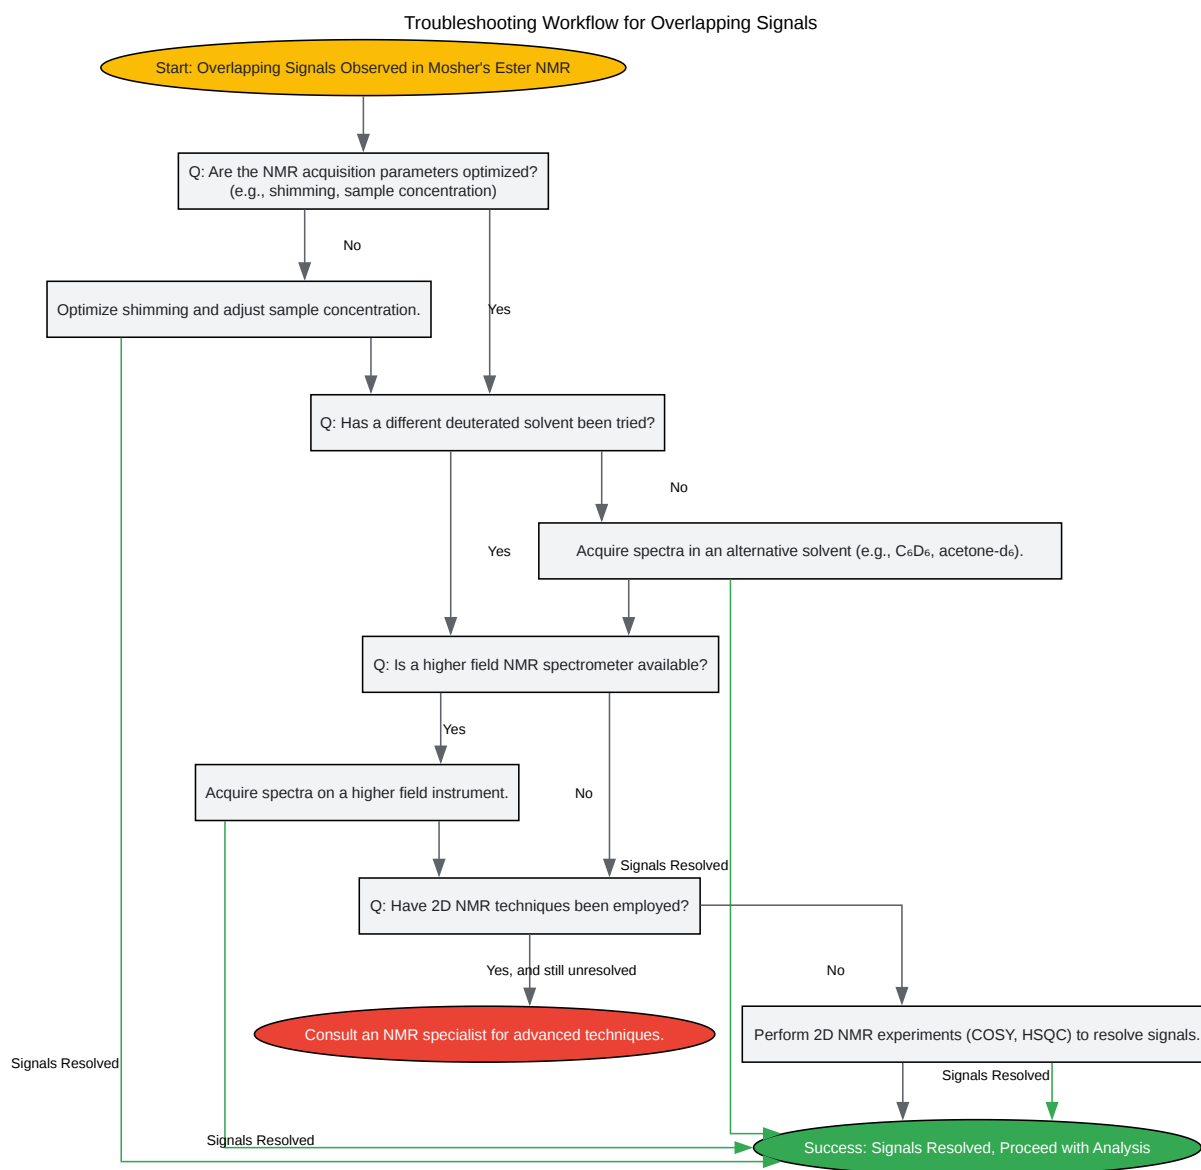 Troubleshooting Workflow for Overlapping Signals
Start: Overlapping Signals Observed in Mosher's Ester NMR
Q: Are the NMR acquisition parameters optimized?
(e.g., shimming, sample concentration)
No
Optimize shimming and adjust sample concentration.
Yes
Q: Has a different deuterated solvent been tried?
No
Yes
Acquire spectra in an alternative solvent (e.g., C₆D₆, acetone-d₆).
Q: Is a higher field NMR spectrometer available?
Yes
Acquire spectra on a higher field instrument.
No
Signals Resolved
Q: Have 2D NMR techniques been employed?
Yes, and still unresolved
No
Consult an NMR specialist for advanced techniques.
Perform 2D NMR experiments (COSY, HSQC) to resolve signals.
Signals Resolved
Signals Resolved
Signals Resolved
Success: Signals Resolved, Proceed with Analysis